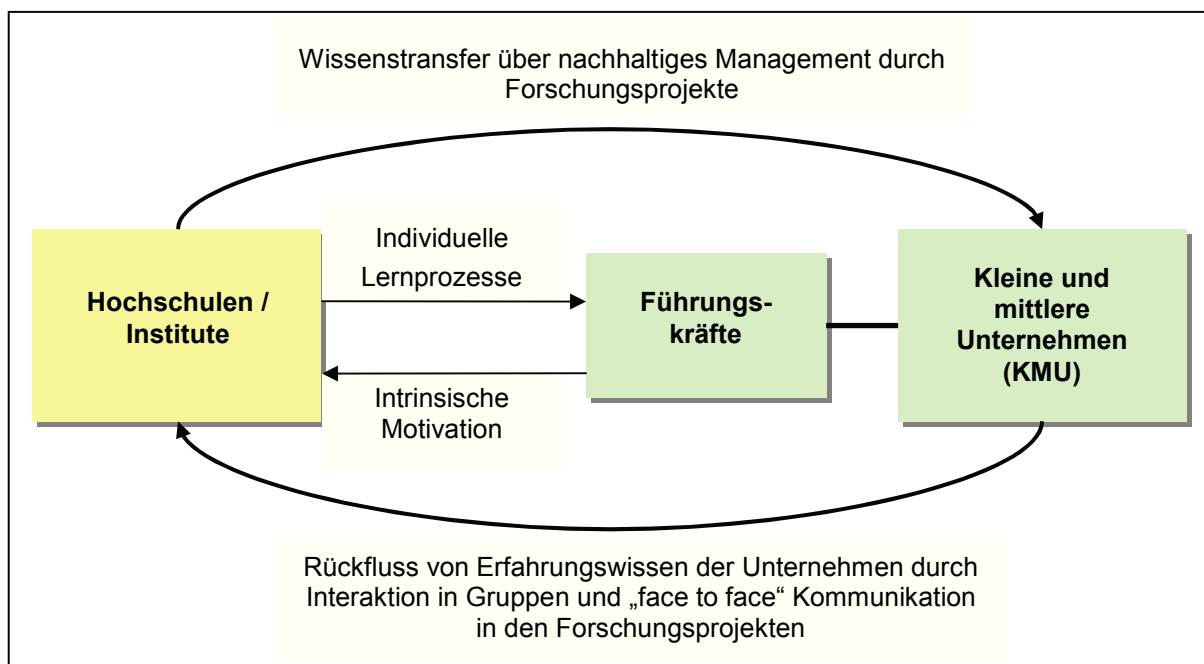 Wissenstransfer über nachhaltiges Management durch
Forschungsprojekte
Individuelle
Lernprozesse
Hochschulen /
Institute
Führungs-
kräfte
Kleine und
mittlere
Unternehmen
(KMU)
Intrinsische
Motivation
Rückfluss von Erfahrungswissen der Unternehmen durch
Interaktion in Gruppen und „face to face“ Kommunikation
in den Forschungsprojekten